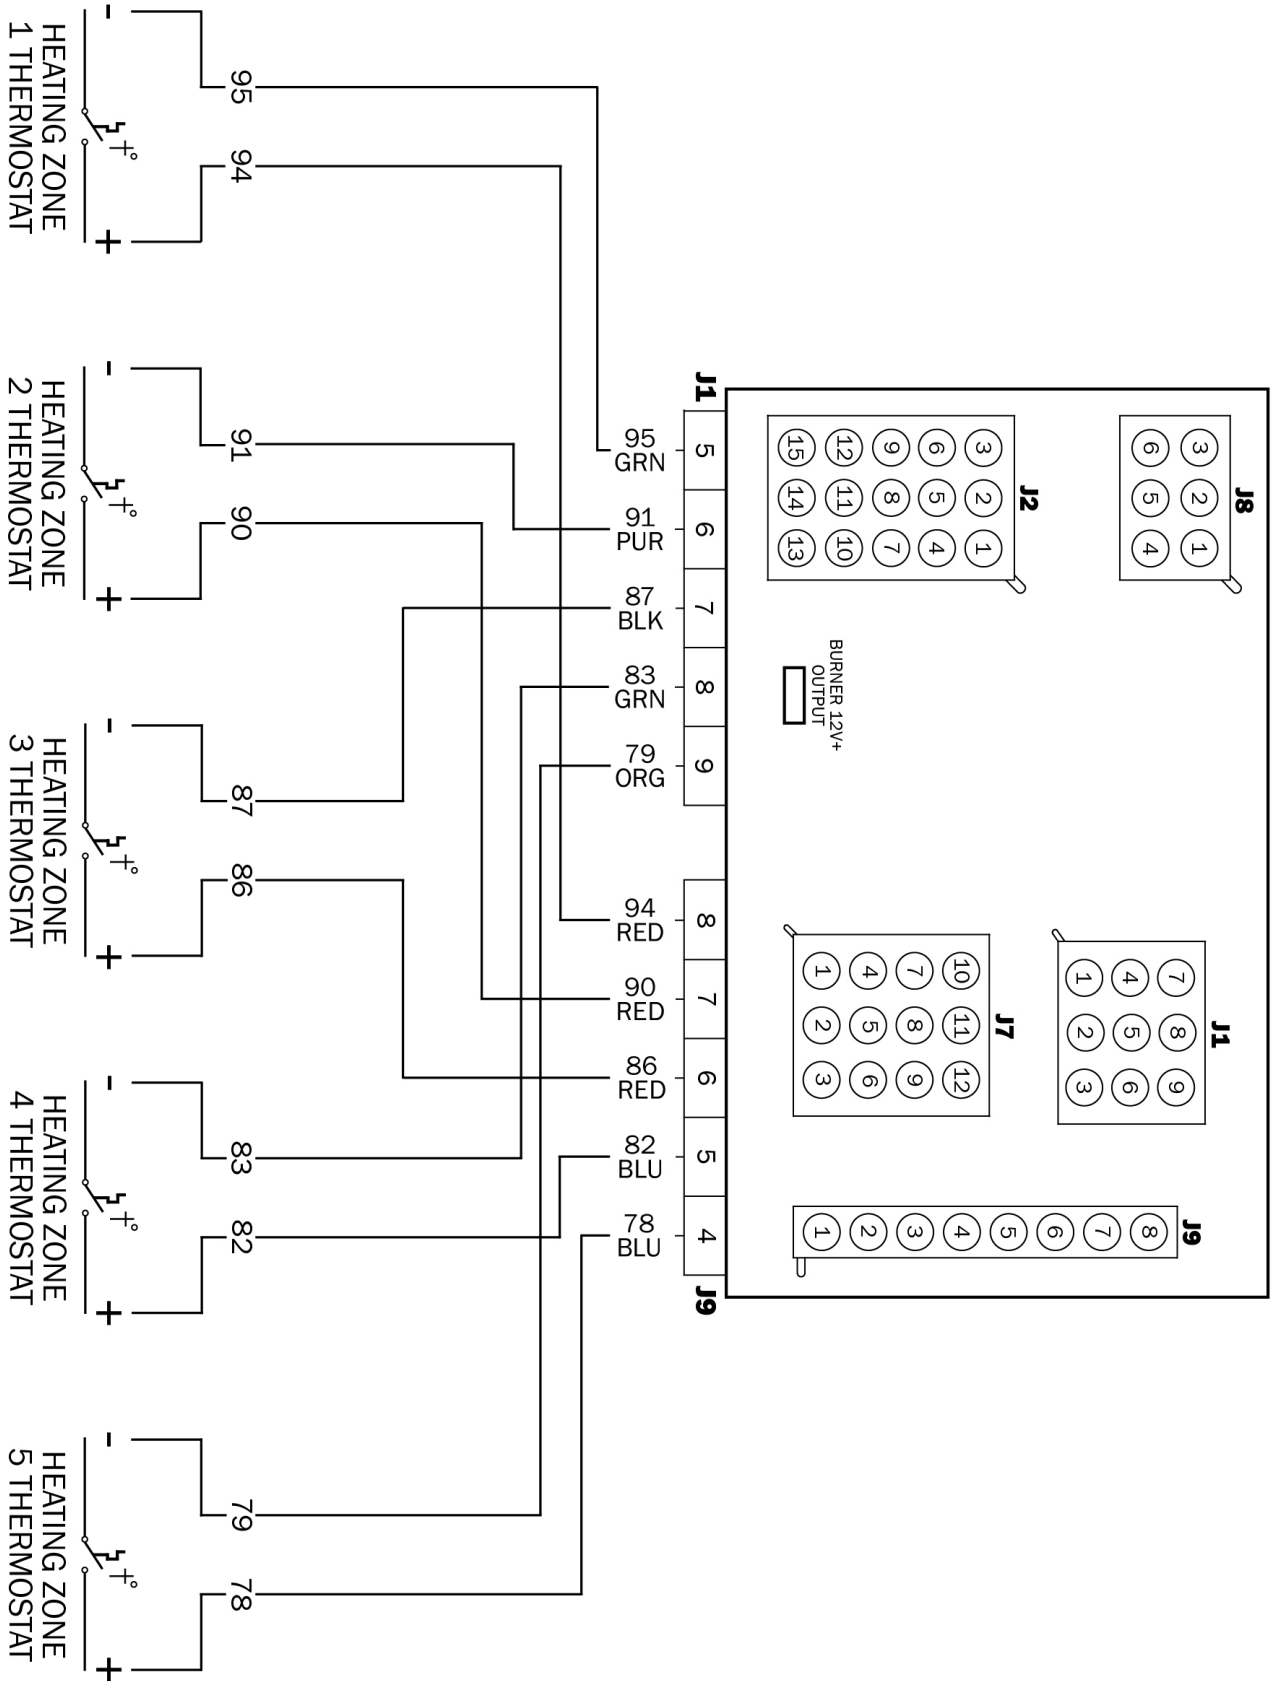 HEATING ZONE
1 THERMOSTAT
-
+
95
94
HEATING ZONE
2 THERMOSTAT
-
+
91
90
HEATING ZONE
3 THERMOSTAT
-
+
87
86
HEATING ZONE
4 THERMOSTAT
-
+
83
82
HEATING ZONE
5 THERMOSTAT
-
+
79
78
J1
95
GRN
5
91
PUR
6
87
BLK
7
83
GRN
8
79
ORG
9
94
RED
8
90
RED
7
86
RED
6
82
BLU
5
78
BLU
4
J9
J8
3 2 1
6 5 4
J2
3 2 1
6 5 4
9 8 7
12 11 10
15 14 13
BURNER 12V+
OUTPUT
J1
7 8 9
4 5 6
1 2 3
J7
10 11 12
7 8 9
4 5 6
1 2 3
J9
8
7
6
5
4
3
2
1